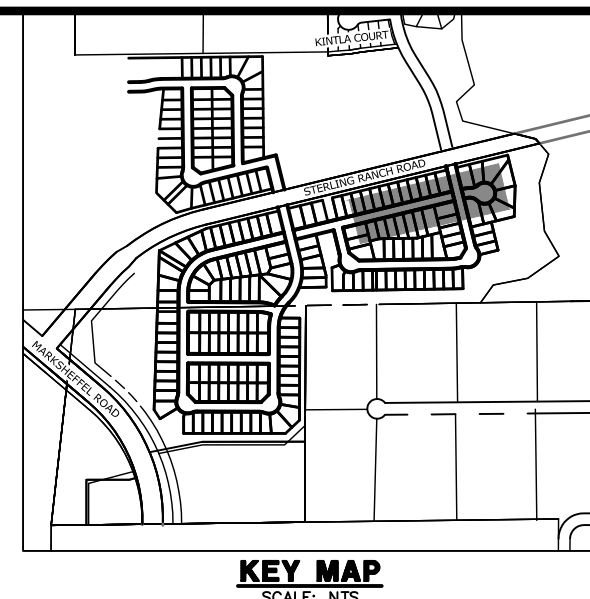 KINTLA COURT
STERLING RANCH ROAD
MARKSHEFFEL ROAD
KEY MAP
SCALE: NTS